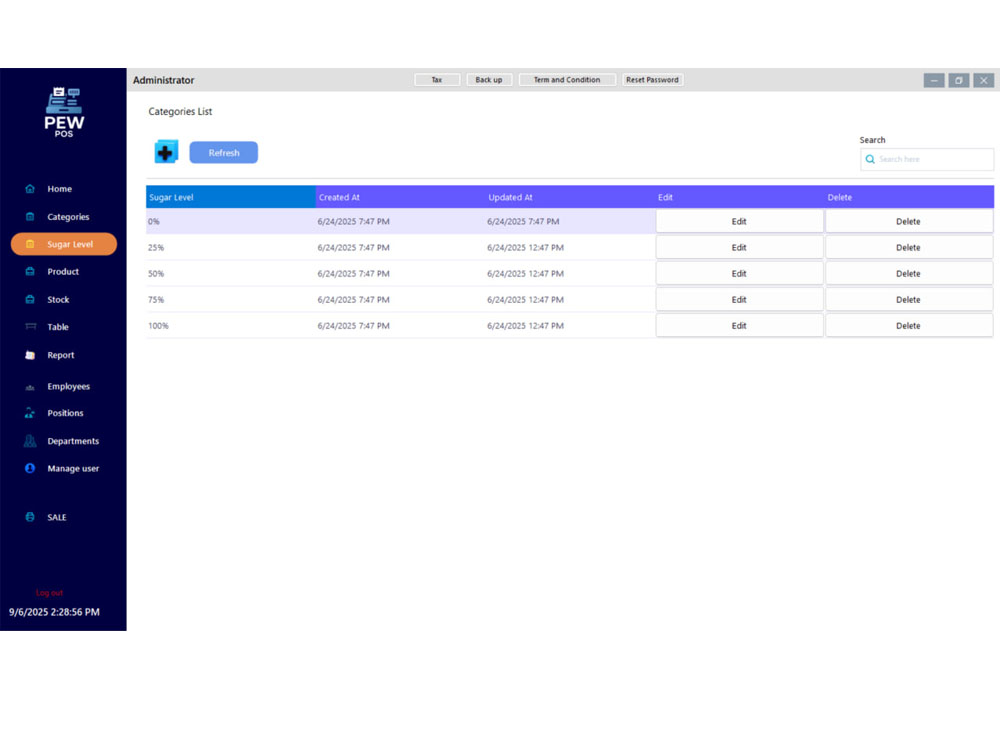 PEW
POS
Administrator
Tax
Back up
Term and Condition
Reset Password
Categories List
Refresh
Search
Search here
Home
Categories
Sugar Level
Product
Stock
Table
Report
Employees
Positions
Departments
Manage user
SALE
Log out
9/6/2025 2:28:56 PM
Sugar Level Created At Updated At Edit Delete
0% 6/24/2025 7:47 PM 6/24/2025 7:47 PM Edit Delete
25% 6/24/2025 7:47 PM 6/24/2025 12:47 PM Edit Delete
50% 6/24/2025 7:47 PM 6/24/2025 12:47 PM Edit Delete
75% 6/24/2025 7:47 PM 6/24/2025 12:47 PM Edit Delete
100% 6/24/2025 7:47 PM 6/24/2025 12:47 PM Edit Delete